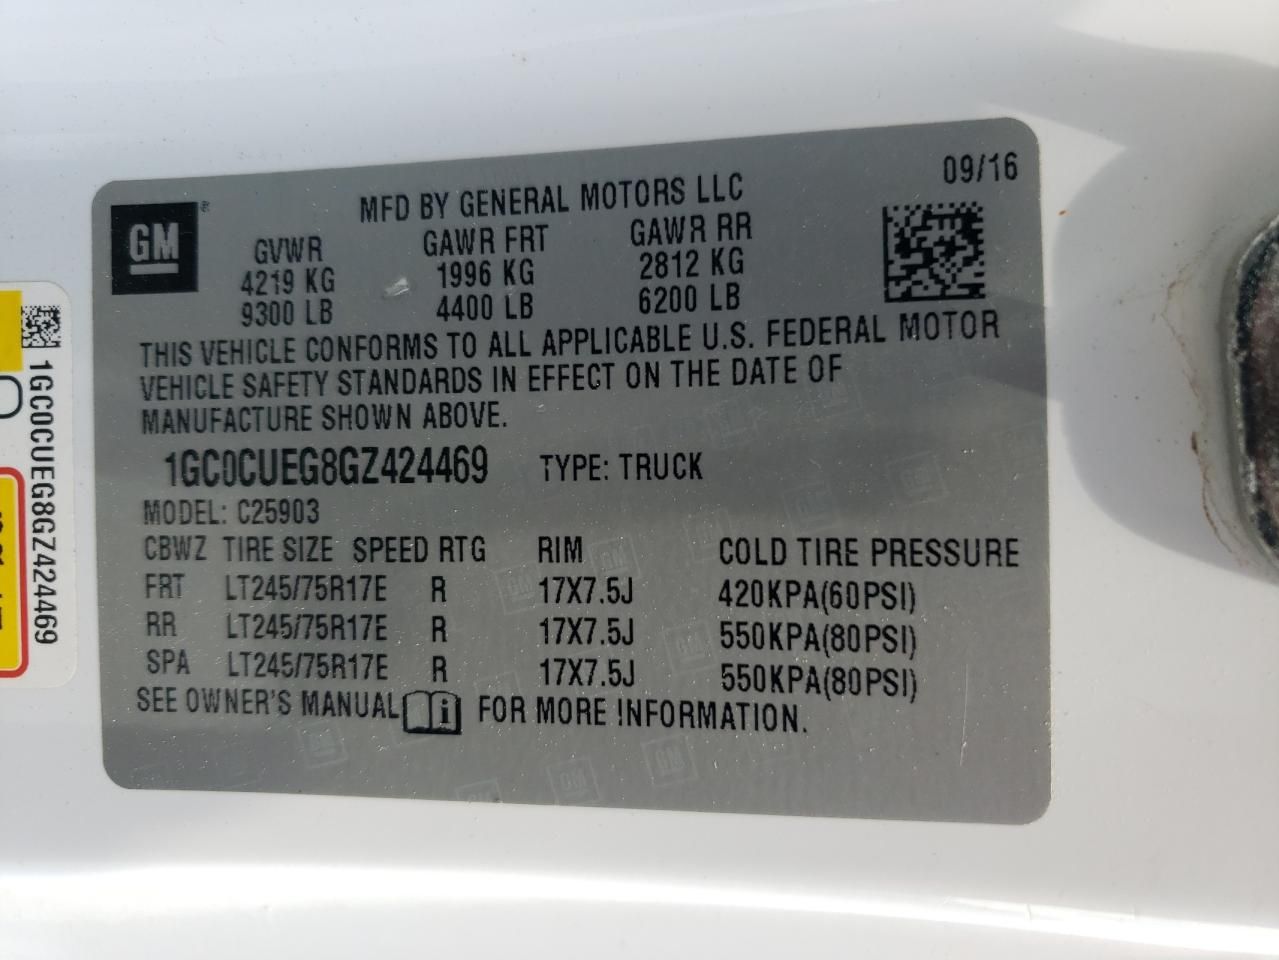 09/16
GM
MFD BY GENERAL MOTORS LLC
GVWR GAWR FRT GAWR RR
4219 KG 1996 KG 2812 KG
9300 LB 4400 LB 6200 LB
THIS VEHICLE CONFORMS TO ALL APPLICABLE U.S. FEDERAL MOTOR
VEHICLE SAFETY STANDARDS IN EFFECT ON THE DATE OF
MANUFACTURE SHOWN ABOVE.
1GC0CUEG8GZ424469 TYPE: TRUCK
MODEL: C25903
CBWZ TIRE SIZE SPEED RTG RIM COLD TIRE PRESSURE
FRT LT245/75R17E R 17X7.5J 420KPA(60PSI)
RR LT245/75R17E R 17X7.5J 550KPA(80PSI)
SPA LT245/75R17E R 17X7.5J 550KPA(80PSI)
SEE OWNER'S MANUAL i FOR MORE INFORMATION.
1GC0CUEG8GZ424469